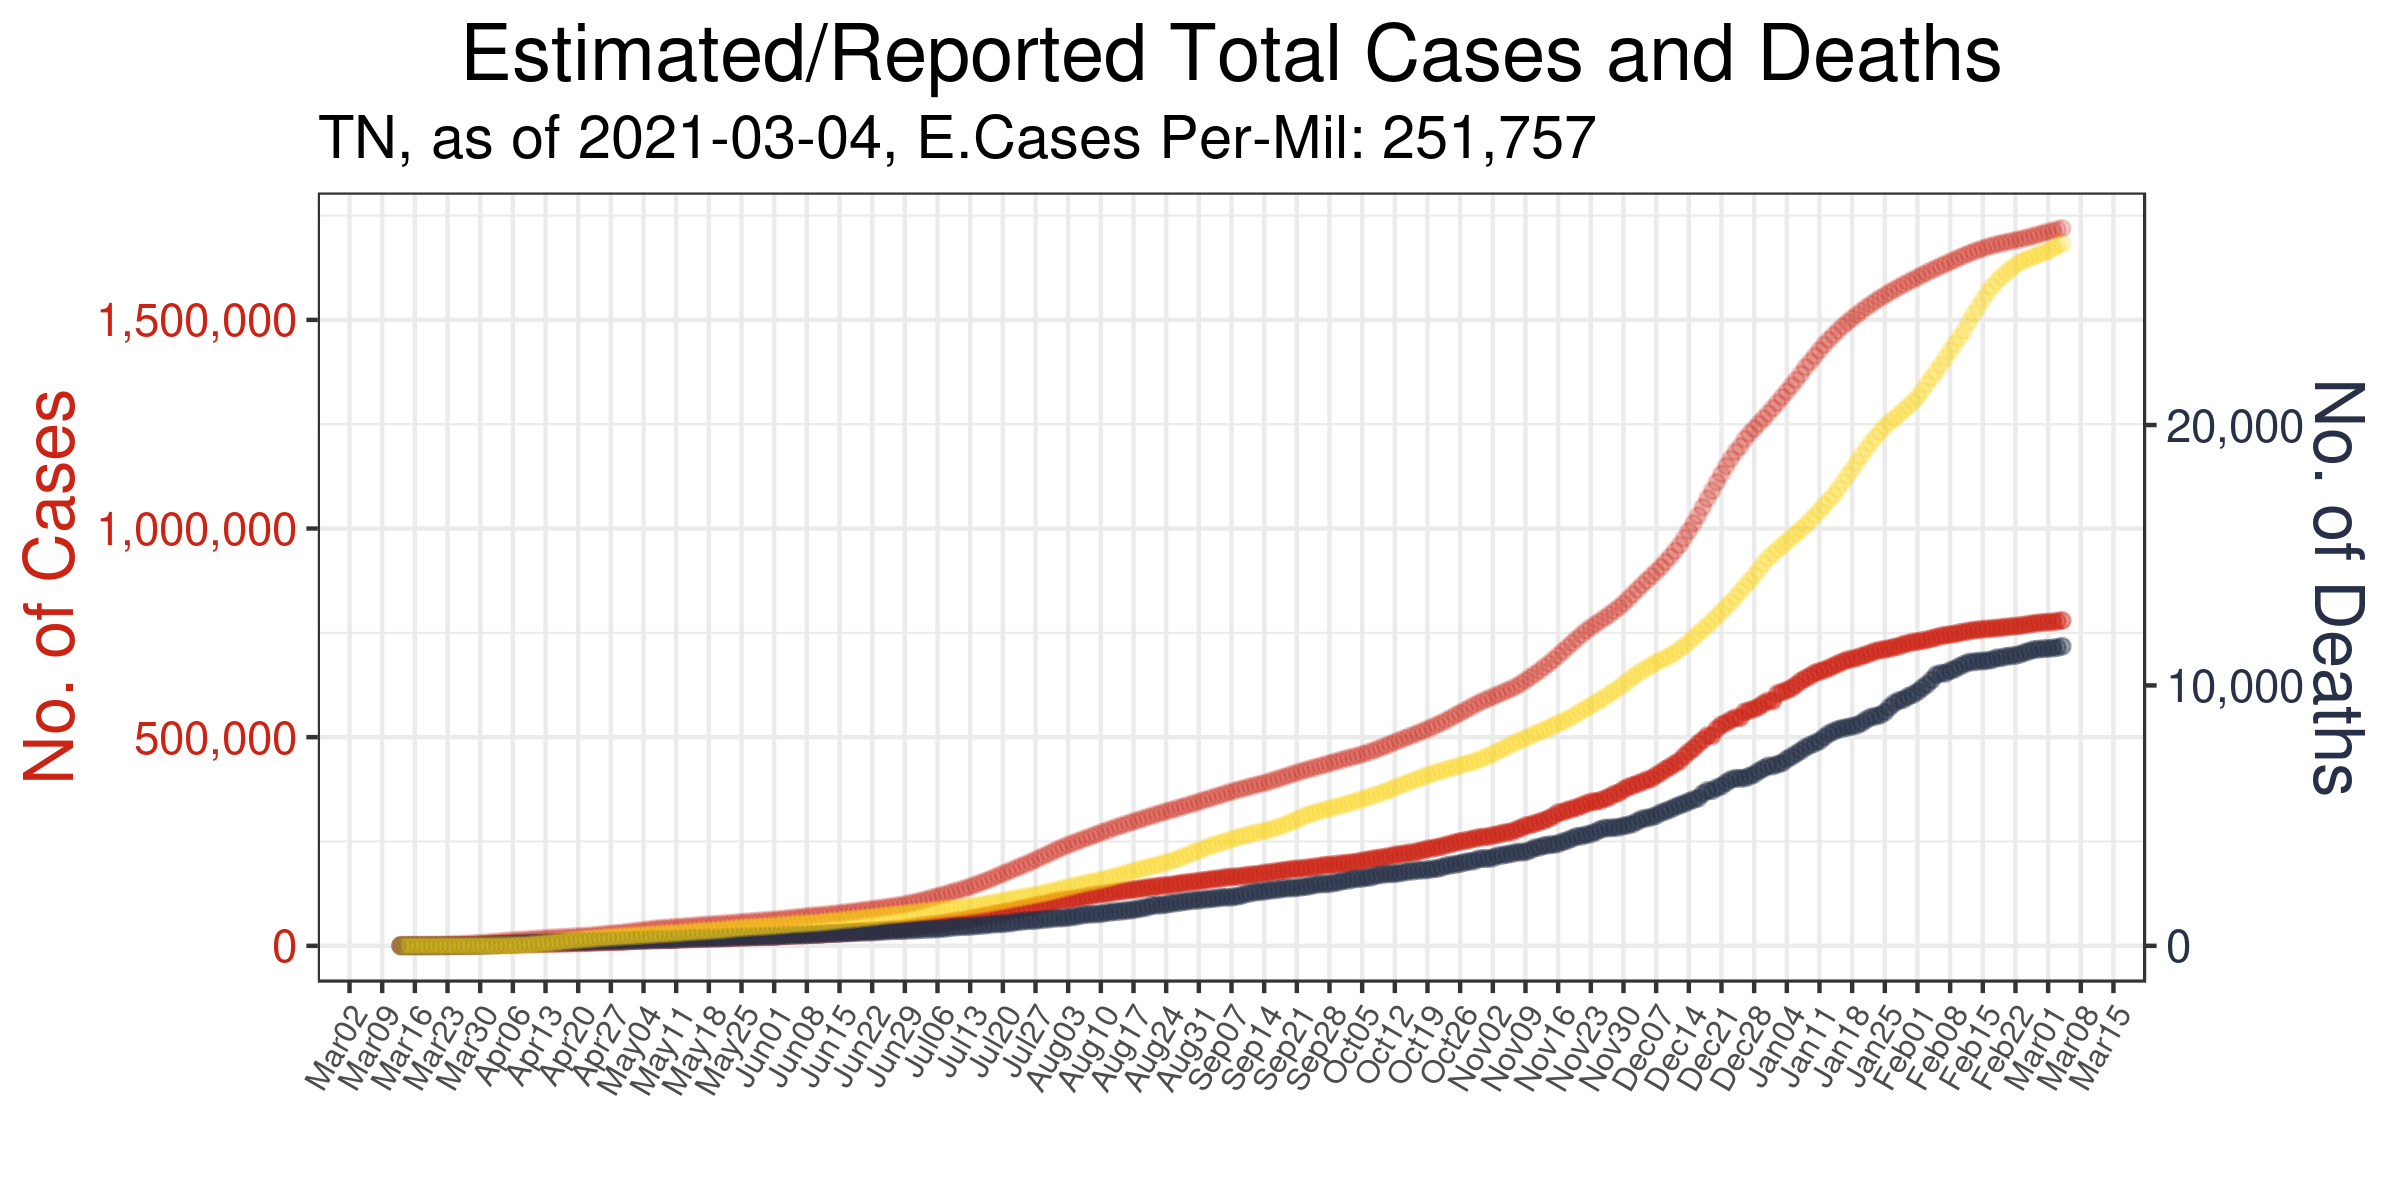 Estimated/Reported Total Cases and Deaths
TN, as of 2021-03-04, E.Cases Per-Mil: 251,757
No. of Cases
1,500,000
1,000,000
500,000
0
No. of Deaths
20,000
10,000
0
Mar02
Mar09
Mar16
Mar23
Mar30
Apr06
Apr13
Apr20
Apr27
May04
May11
May18
May25
Jun01
Jun08
Jun15
Jun22
Jun29
Jul06
Jul13
Jul20
Jul27
Aug03
Aug10
Aug17
Aug24
Aug31
Sep07
Sep14
Sep21
Sep28
Oct05
Oct12
Oct19
Oct26
Nov02
Nov09
Nov16
Nov23
Nov30
Dec07
Dec14
Dec21
Dec28
Jan04
Jan11
Jan18
Jan25
Feb01
Feb08
Feb15
Feb22
Mar01
Mar08
Mar15